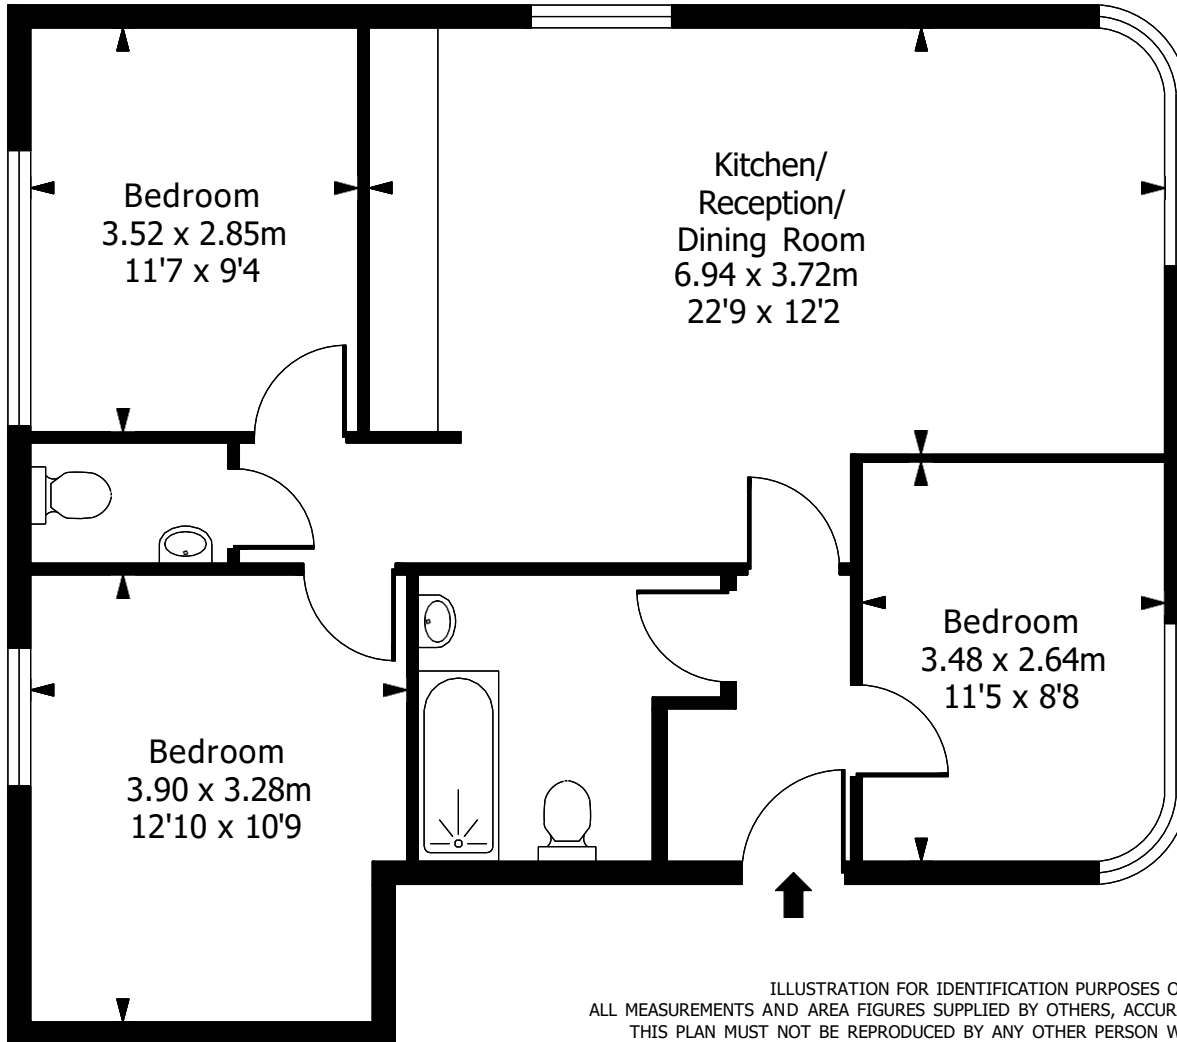 Bedroom
3.52 x 2.85m
11'7 x 9'4
Kitchen/
Reception/
Dining Room
6.94 x 3.72m
22'9 x 12'2
Bedroom
3.48 x 2.64m
11'5 x 8'8
Bedroom
3.90 x 3.28m
12'10 x 10'9
ILLUSTRATION FOR IDENTIFICATION PURPOSES O
ALL MEASUREMENTS AND AREA FIGURES SUPPLIED BY OTHERS, ACCUR
THIS PLAN MUST NOT BE REPRODUCED BY ANY OTHER PERSON W